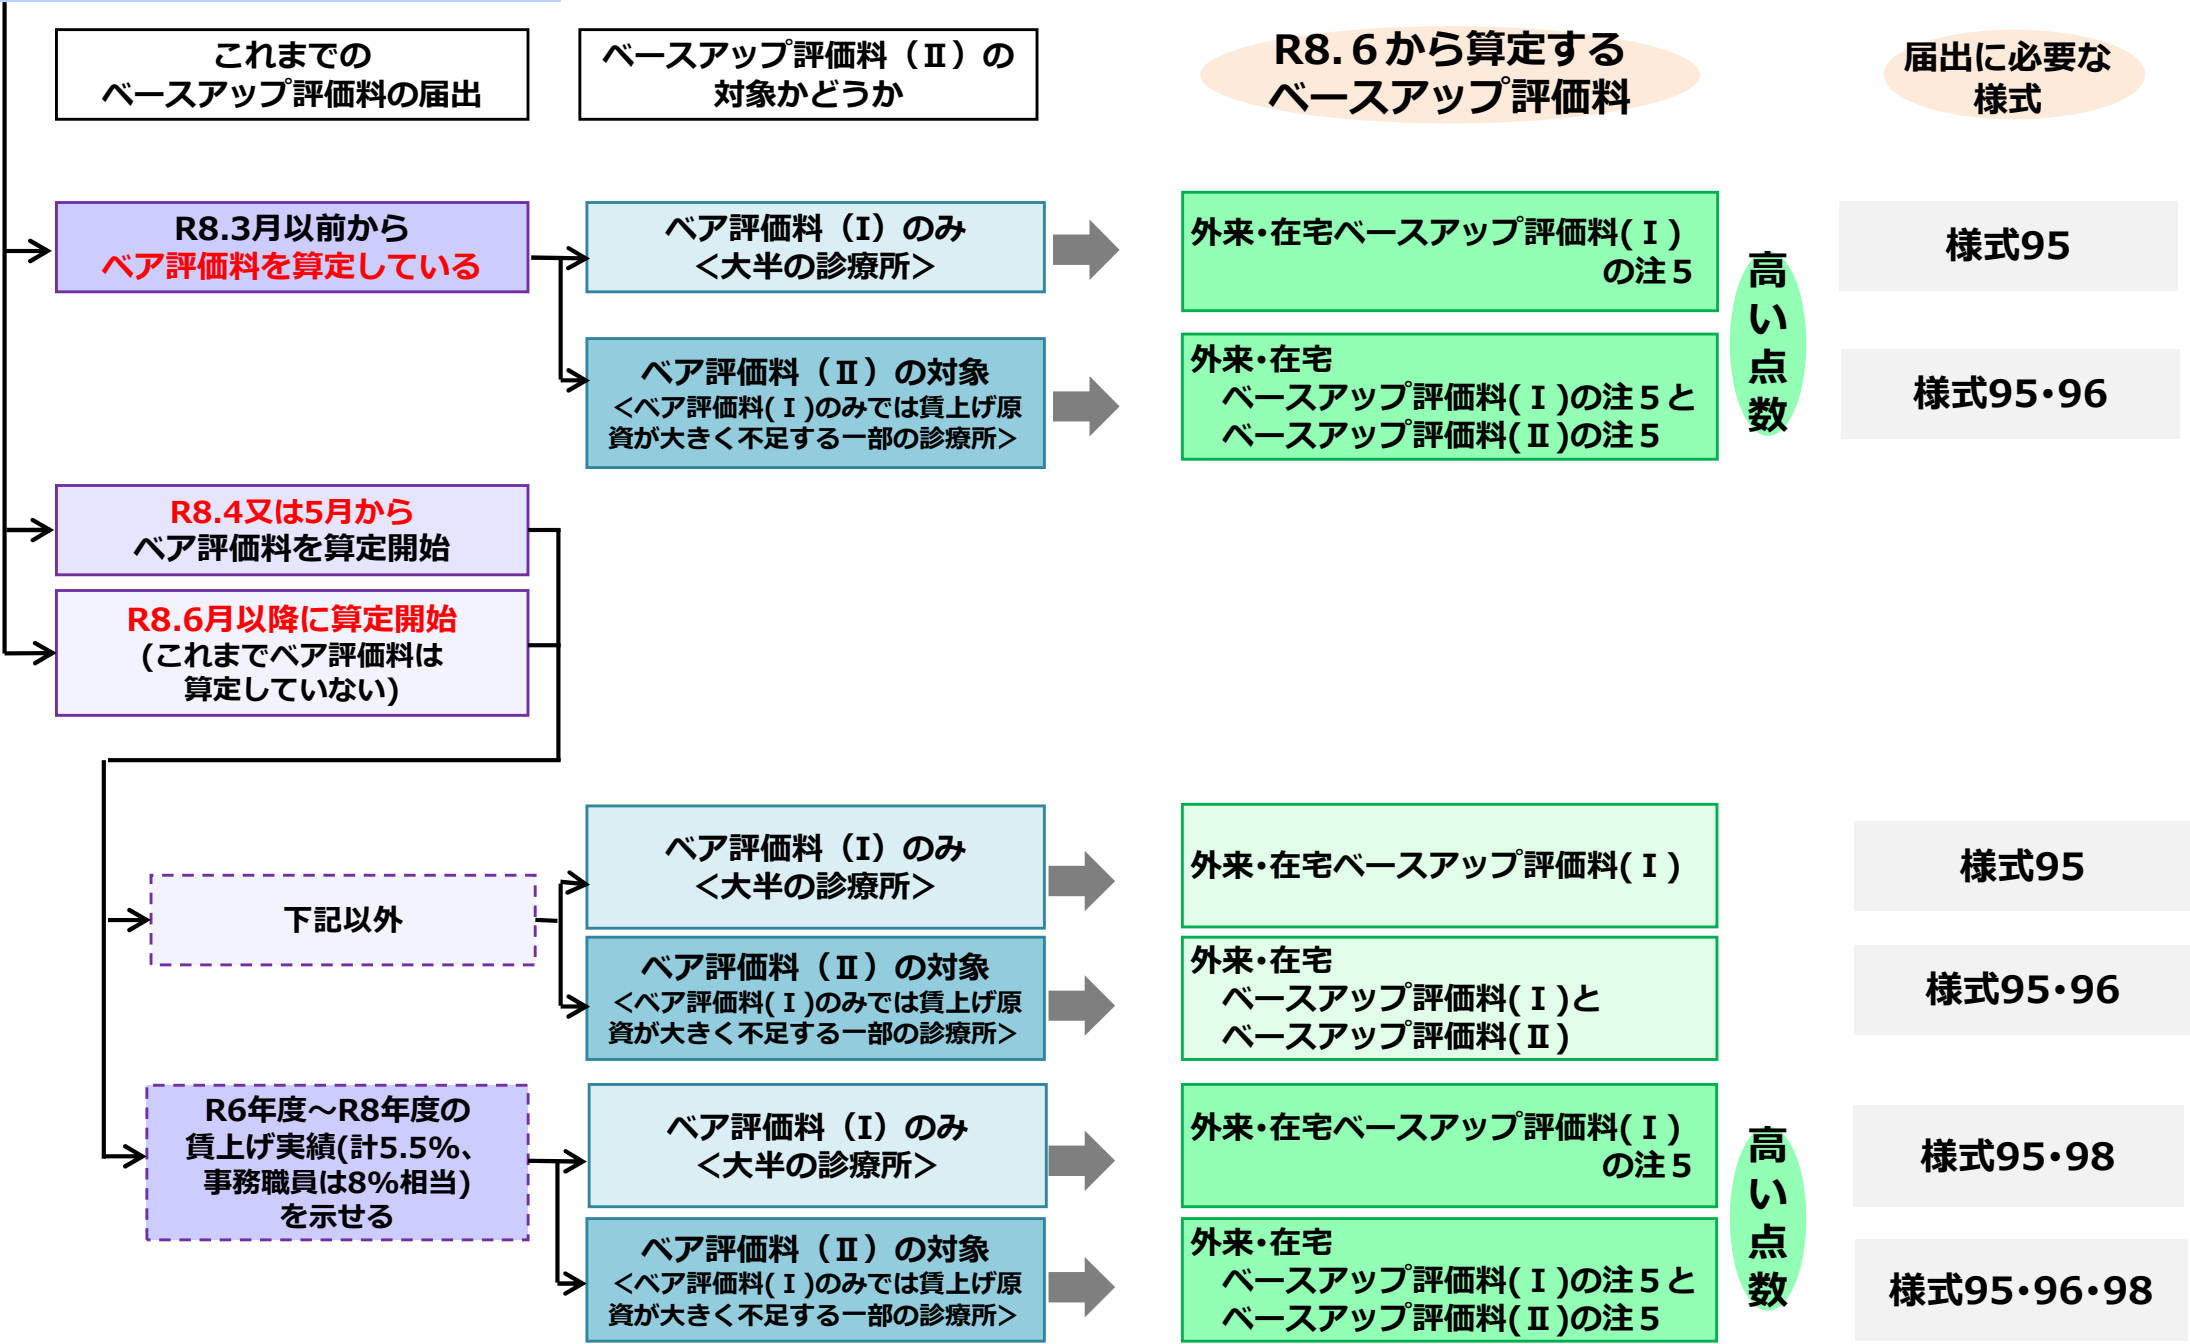 これまでの
ベースアップ評価料の届出
ベースアップ評価料（Ⅱ）の
対象かどうか
R8.６から算定する
ベースアップ評価料
届出に必要な
様式
R8.3月以前から
ベア評価料を算定している
ベア評価料（I）のみ
＜大半の診療所＞
外来･在宅ベースアップ評価料(Ⅰ)
の注５
様式95
ベア評価料（Ⅱ）の対象
＜ベア評価料(Ⅰ)のみでは賃上げ原
資が大きく不足する一部の診療所＞
外来･在宅
ベースアップ評価料(Ⅰ)の注５と
ベースアップ評価料(Ⅱ)の注５
高い点数
様式95･96
R8.4又は5月から
ベア評価料を算定開始
R8.6月以降に算定開始
(これまでベア評価料は
算定していない)
下記以外
ベア評価料（I）のみ
＜大半の診療所＞
外来･在宅ベースアップ評価料(Ⅰ)
様式95
ベア評価料（Ⅱ）の対象
＜ベア評価料(Ⅰ)のみでは賃上げ原
資が大きく不足する一部の診療所＞
外来･在宅
ベースアップ評価料(Ⅰ)と
ベースアップ評価料(Ⅱ)
様式95･96
R6年度～R8年度の
賃上げ実績(計5.5%、
事務職員は8%相当)
を示せる
ベア評価料（I）のみ
＜大半の診療所＞
外来･在宅ベースアップ評価料(Ⅰ)
の注５
様式95･98
ベア評価料（Ⅱ）の対象
＜ベア評価料(Ⅰ)のみでは賃上げ原
資が大きく不足する一部の診療所＞
外来･在宅
ベースアップ評価料(Ⅰ)の注５と
ベースアップ評価料(Ⅱ)の注５
高い点数
様式95･96･98